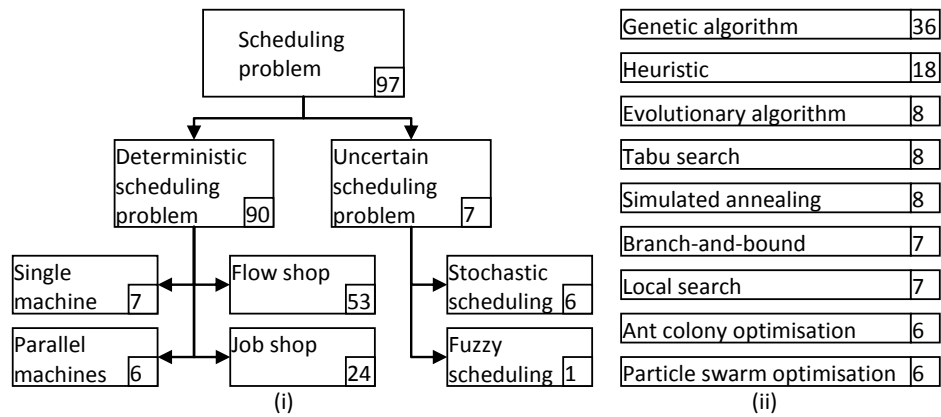 Scheduling
problem
97
Deterministic
scheduling
problem
90
Uncertain
scheduling
problem
7
Single
machine
7
Flow shop
53
Parallel
machines
6
Job shop
24
Stochastic
scheduling
6
Fuzzy
scheduling
1
(i)
Genetic algorithm 36
Heuristic 18
Evolutionary algorithm 8
Tabu search 8
Simulated annealing 8
Branch-and-bound 7
Local search 7
Ant colony optimisation 6
Particle swarm optimisation 6
(ii)